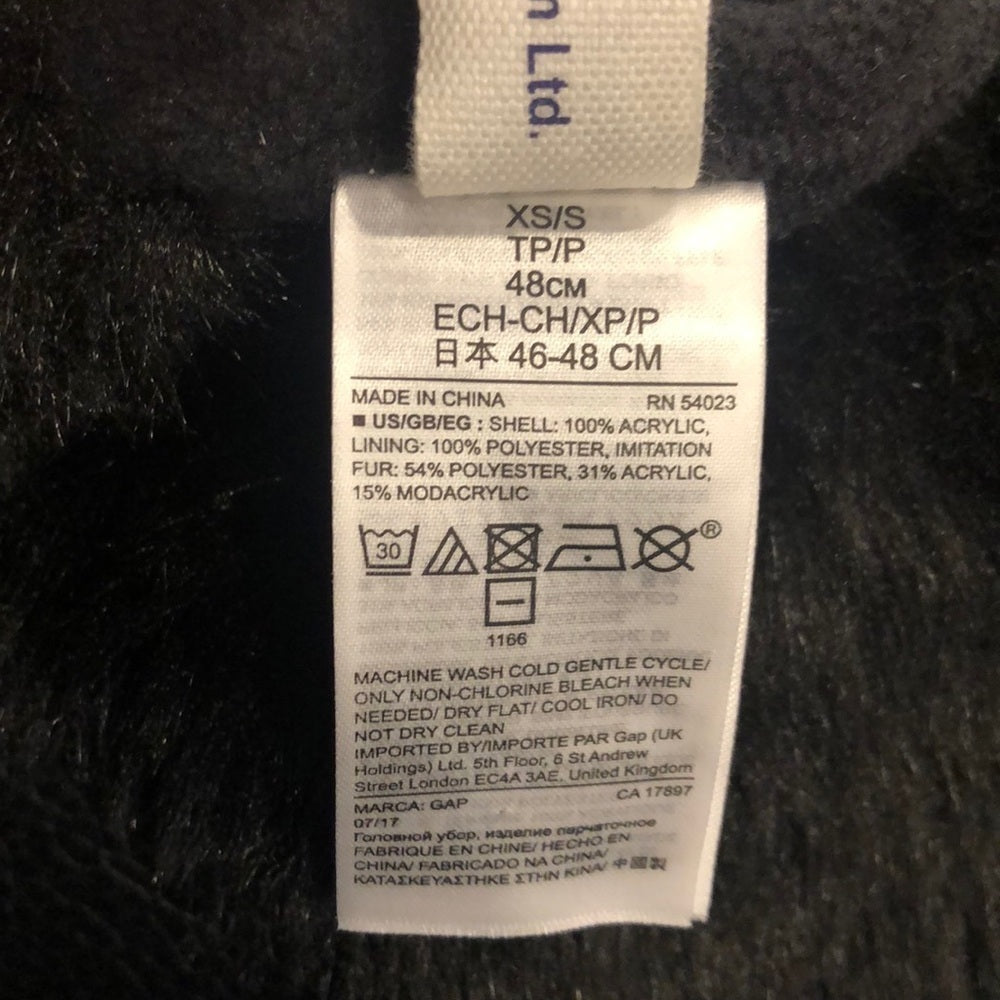 n Ltd.
XS/S
TP/P
48CM
ECH-CH/XP/P
日本 46-48 CM
MADE IN CHINA RN 54023
■ US/GB/EG : SHELL: 100% ACRYLIC,
LINING: 100% POLYESTER, IMITATION
FUR: 54% POLYESTER, 31% ACRYLIC,
15% MODACRYLIC
30 ®
1166
MACHINE WASH COLD GENTLE CYCLE/
ONLY NON-CHLORINE BLEACH WHEN
NEEDED/ DRY FLAT/ COOL IRON/ DO
NOT DRY CLEAN
IMPORTED BY/IMPORTE PAR Gap (UK
Holdings) Ltd. 5th Floor, 6 St Andrew
Street London EC4A 3AE, United Kingdom
MARCA: GAP CA 17897
07/17
Головной убор, изделие перчаточное
FABRIQUE EN CHINE/ HECHO EN
CHINA/ FABRICADO NA CHINA/
ΚΑΤΑΣΚΕΥΑΣΤΗΚΕ ΣΤΗΝ ΚΙΝΑ/ 中國製